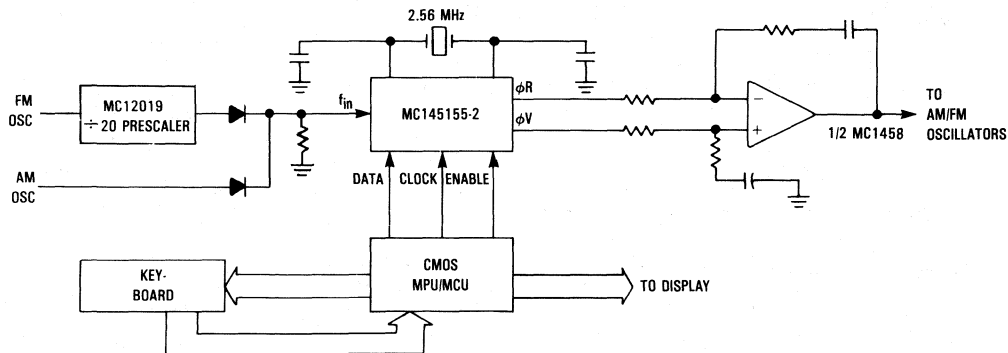 2.56 MHz
FM
OSC
MC12019
÷ 20 PRESCALER
fin
MC145155-2
ϕR
ϕV
−
+
1/2 MC1458
TO
AM/FM
OSCILLATORS
AM
OSC
DATA CLOCK ENABLE
KEY-
BOARD
CMOS
MPU/MCU
TO DISPLAY